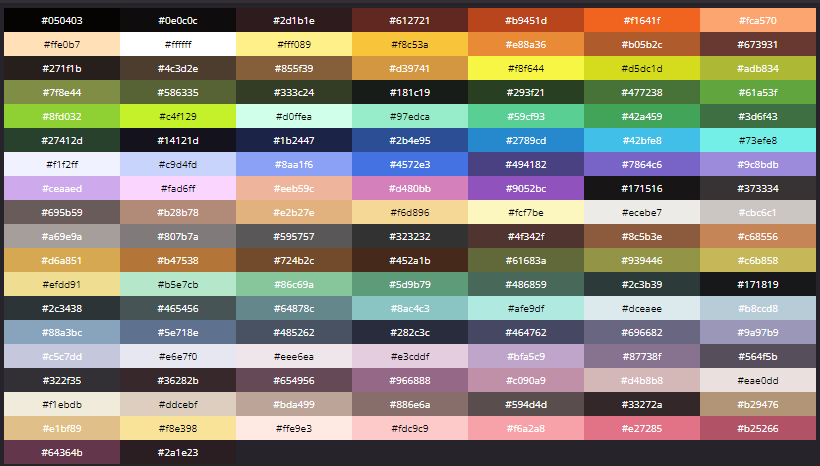 #050403 #0e0c0c #2d1b1e #612721 #b9451d #f1641f #fca570
#ffe0b7 #ffffff #fff089 #f8c53a #e88a36 #b05b2c #673931
#271f1b #4c3d2e #855f39 #d39741 #f8f644 #d5dc1d #adb834
#7f8e44 #586335 #333c24 #181c19 #293f21 #477238 #61a53f
#8fd032 #c4f129 #d0ffea #97edca #59cf93 #42a459 #3d6f43
#27412d #14121d #1b2447 #2b4e95 #2789cd #42bfe8 #73efe8
#f1f2ff #c9d4fd #8aa1f6 #4572e3 #494182 #7864c6 #9c8bdb
#ceaaed #fad6ff #eeb59c #d480bb #9052bc #171516 #373334
#695b59 #b28b78 #e2b27e #f6d896 #fcf7be #ecebe7 #cbc6c1
#a69e9a #807b7a #595757 #323232 #4f342f #8c5b3e #c68556
#d6a851 #b47538 #724b2c #452a1b #61683a #939446 #c6b858
#efdd91 #b5e7cb #86c69a #5d9b79 #486859 #2c3b39 #171819
#2c3438 #465456 #64878c #8ac4c3 #afe9df #dceaee #b8ccd8
#88a3bc #5e718e #485262 #282c3c #464762 #696682 #9a97b9
#c5c7dd #e6e7f0 #eee6ea #e3cddf #bfa5c9 #87738f #564f5b
#322f35 #36282b #654956 #966888 #c090a9 #d4b8b8 #eae0dd
#f1ebdb #ddcebf #bda499 #886e6a #594d4d #33272a #b29476
#e1bf89 #f8e398 #ffe9e3 #fdc9c9 #f6a2a8 #e27285 #b25266
#64364b #2a1e23